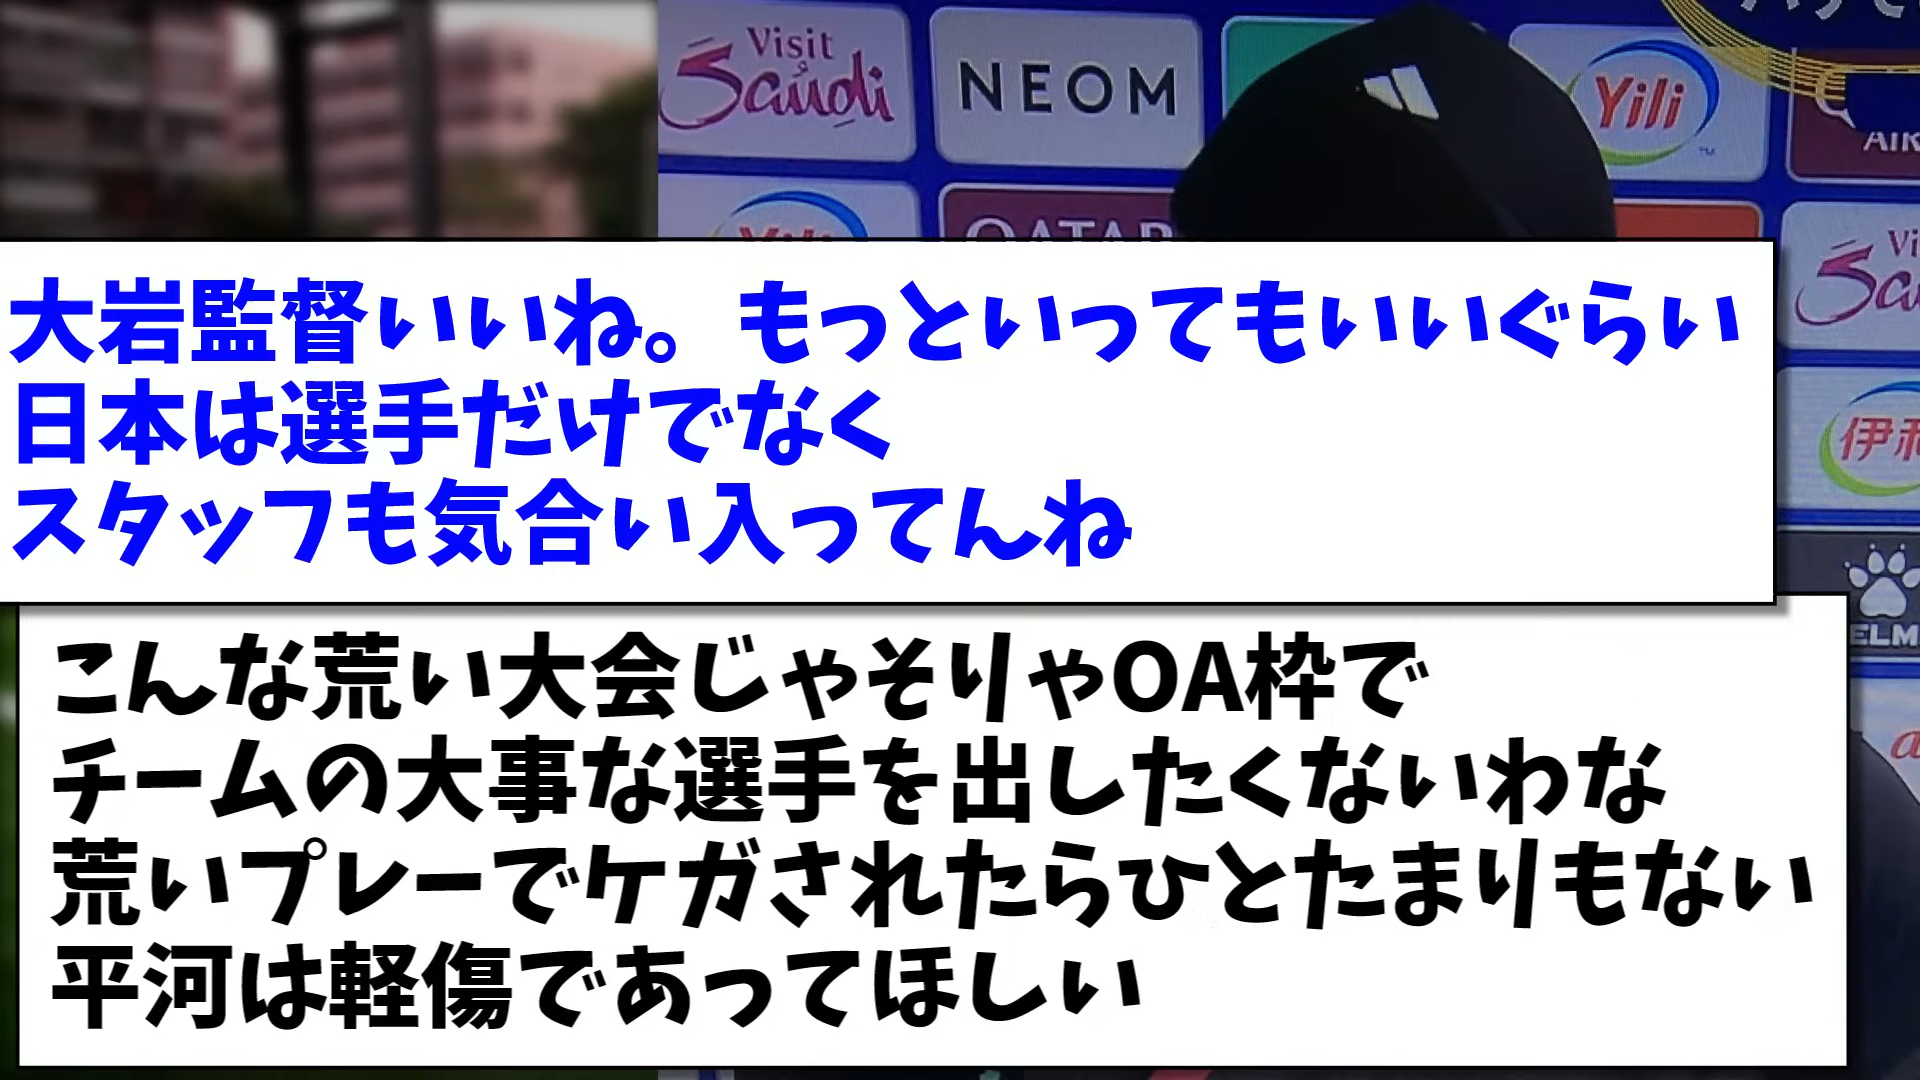 Visit
Saudi
NEOM
Yili
TM
AIR
Yili
QATAR
大岩監督いいね。もっといってもいいぐらい
日本は選手だけでなく
スタッフも気合い入ってんね
こんな荒い大会じゃそりゃOA枠で
チームの大事な選手を出したくないわな
荒いプレーでケガされたらひとたまりもない
平河は軽傷であってほしい